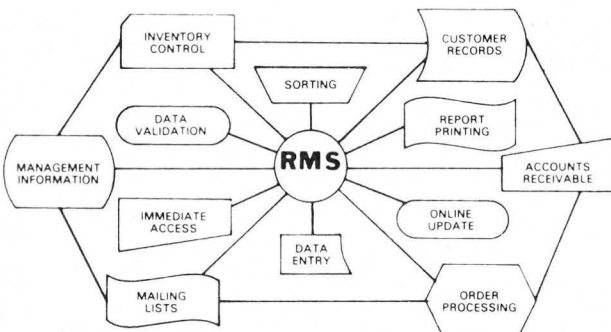 INVENTORY
CONTROL
CUSTOMER
RECORDS
SORTING
DATA
VALIDATION
REPORT
PRINTING
RMS
MANAGEMENT
INFORMATION
ACCOUNTS
RECEIVABLE
IMMEDIATE
ACCESS
ONLINE
UPDATE
DATA
ENTRY
MAILING
LISTS
ORDER
PROCESSING